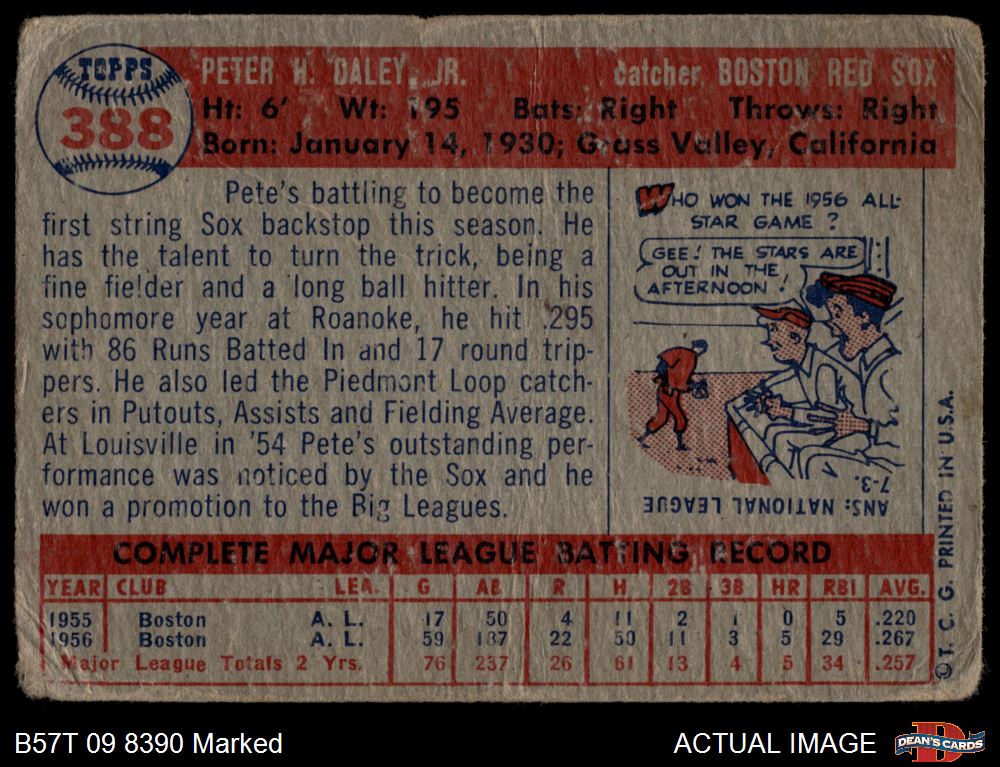 TOPPS
388
PETER W. DALEY, JR. catcher BOSTON RED SOX
Ht: 6' Wt: 195 Bats: Right Throws: Right
Born: January 14, 1930; Grass Valley, California
Pete's battling to become the
first string Sox backstop this season. He
has the talent to turn the trick, being a
fine fielder and a long ball hitter. In his
sophomore year at Roanoke, he hit .295
with 86 Runs Batted In and 17 round trip-
pers. He also led the Piedmont Loop catch-
ers in Putouts, Assists and Fielding Average.
At Louisville in '54 Pete's outstanding per-
formance was noticed by the Sox and he
won a promotion to the Big Leagues.
WHO WON THE 1956 ALL-
STAR GAME ?
GEE! THE STARS ARE
OUT IN THE
AFTERNOON!
ANS: NATIONAL LEAGUE
7-3.
COMPLETE MAJOR LEAGUE BATTING RECORD
YEAR CLUB LEA. G AB R H 2B 3B HR RBI AVG.
1955 Boston A. L. 17 50 4 11 2 1 0 5 .220
1956 Boston A. L. 59 187 22 50 11 3 5 29 .267
Major League Totals 2 Yrs. 76 237 26 61 13 4 5 34 .257
© T. C. G. PRINTED IN U.S.A.
B57T 09 8390 Marked
ACTUAL IMAGE
D
DEAN'S CARDS